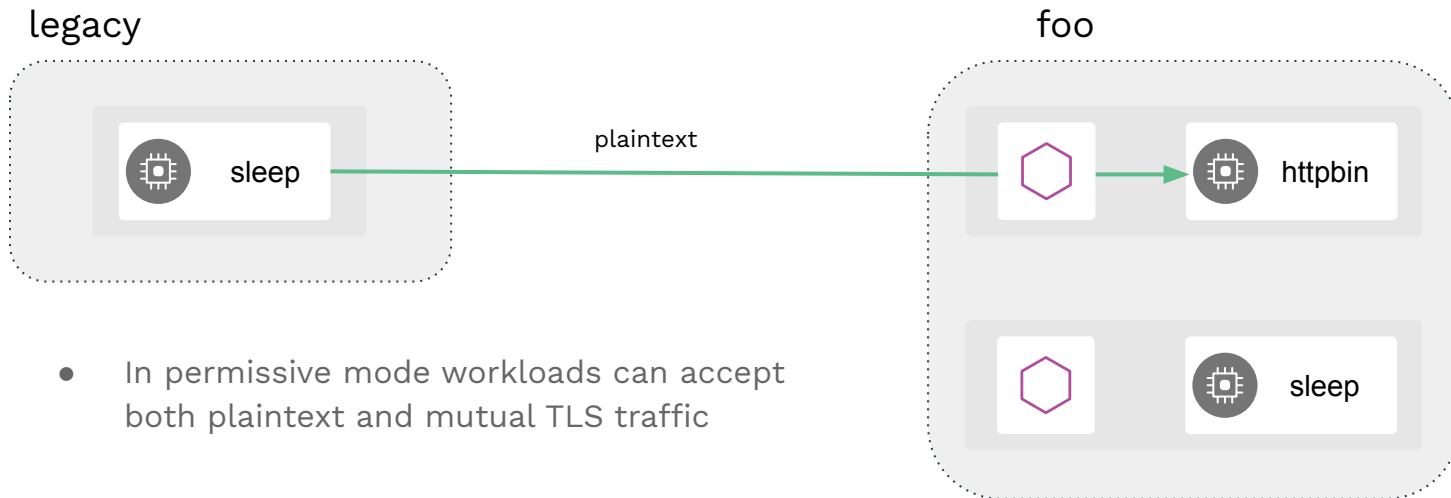 legacy
foo
plaintext
sleep
httpbin
● In permissive mode workloads can accept
both plaintext and mutual TLS traffic
sleep